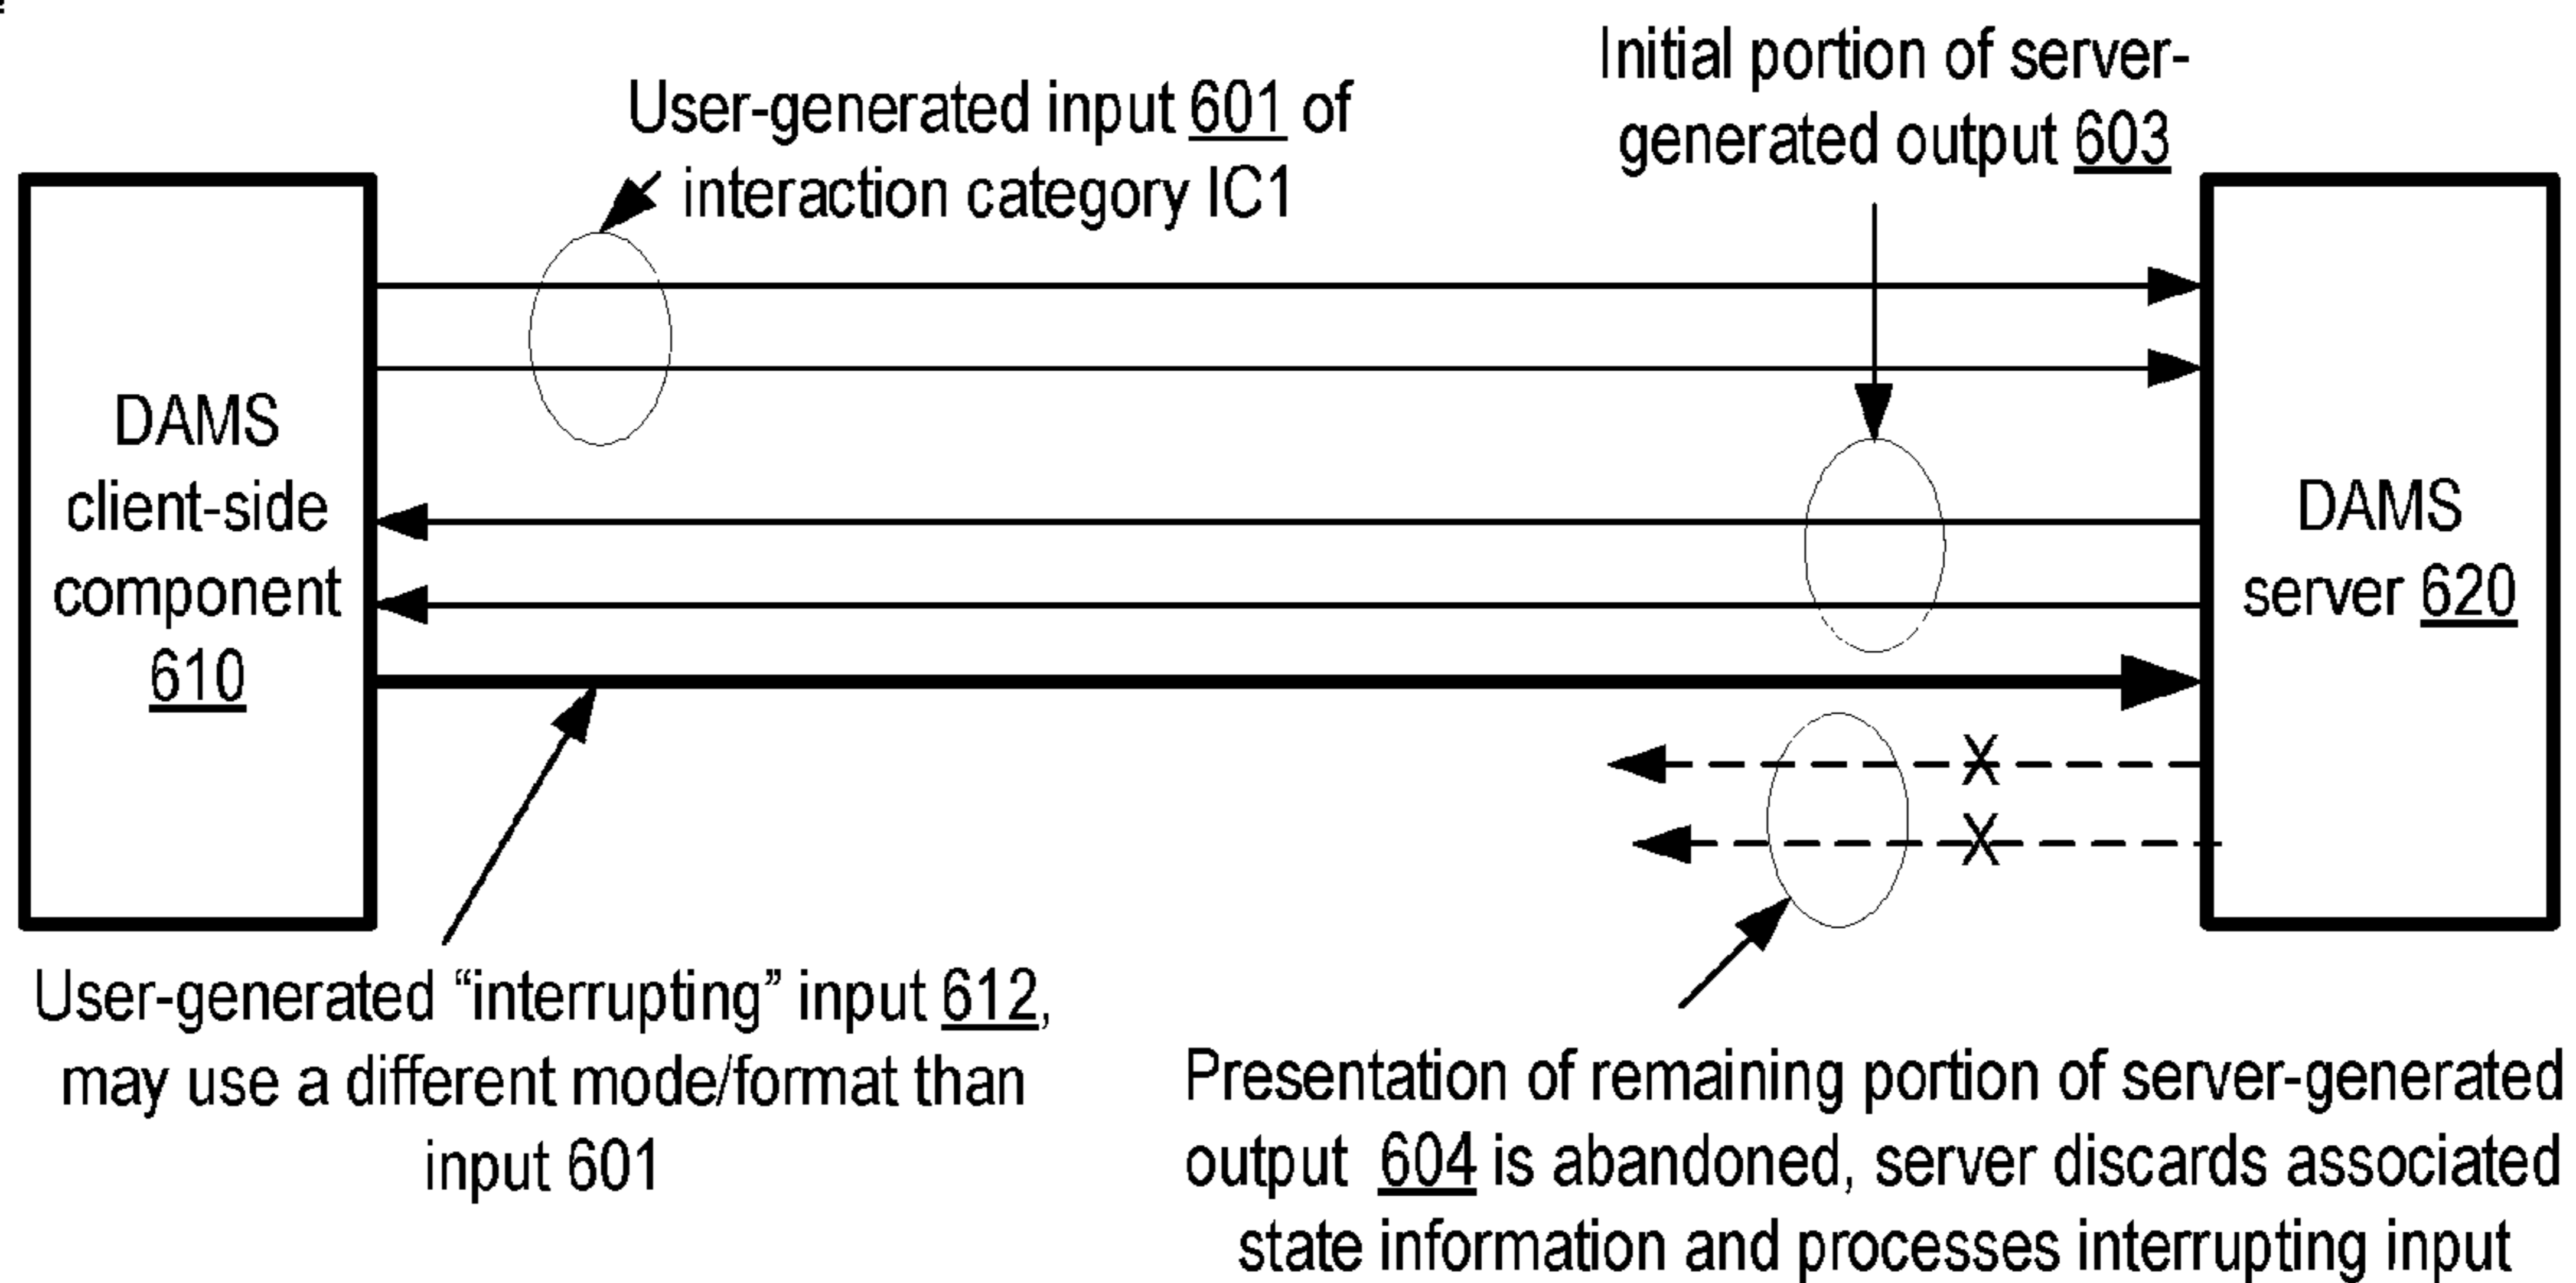 User-generated input 601 of
interaction category IC1
Initial portion of server-
generated output 603
DAMS
client-side
component
610
DAMS
server 620
X
X
User-generated “interrupting” input 612,
may use a different mode/format than
input 601
Presentation of remaining portion of server-generated
output 604 is abandoned, server discards associated
state information and processes interrupting input